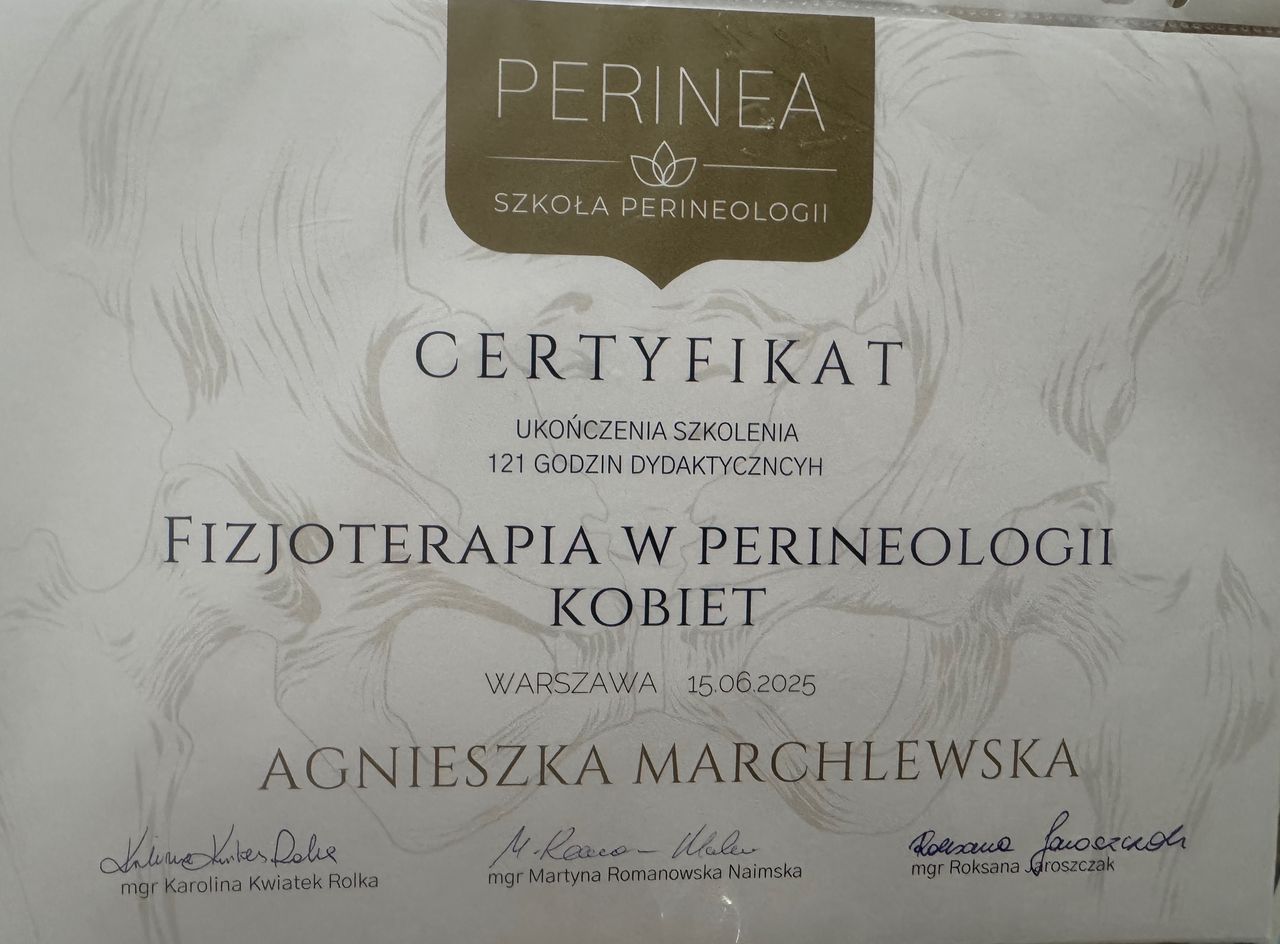 PERINEA
SZKOŁA PERINEOLOGII
CERTYFIKAT
UKOŃCZENIA SZKOLENIA
121 GODZIN DYDAKTYCZNCYH
FIZJOTERAPIA W PERINEOLOGII
KOBIET
WARSZAWA 15.06.2025
AGNIESZKA MARCHLEWSKA
mgr Karolina Kwiatek Rolka
mgr Martyna Romanowska Naimska
mgr Roksana Jaroszczak